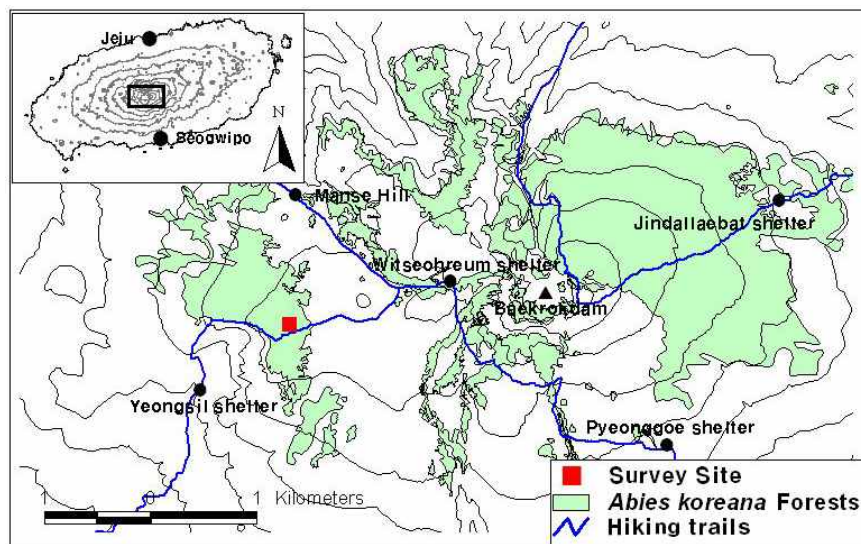 Jeju
N
Seogwipo
Manse Hill
Jindallaebat shelter
Witseohreum shelter
Baekrokdam
Yeongsil shelter
Pyeonggoe shelter
1 0 1 Kilometers
Survey Site
Abies koreana Forests
Hiking trails